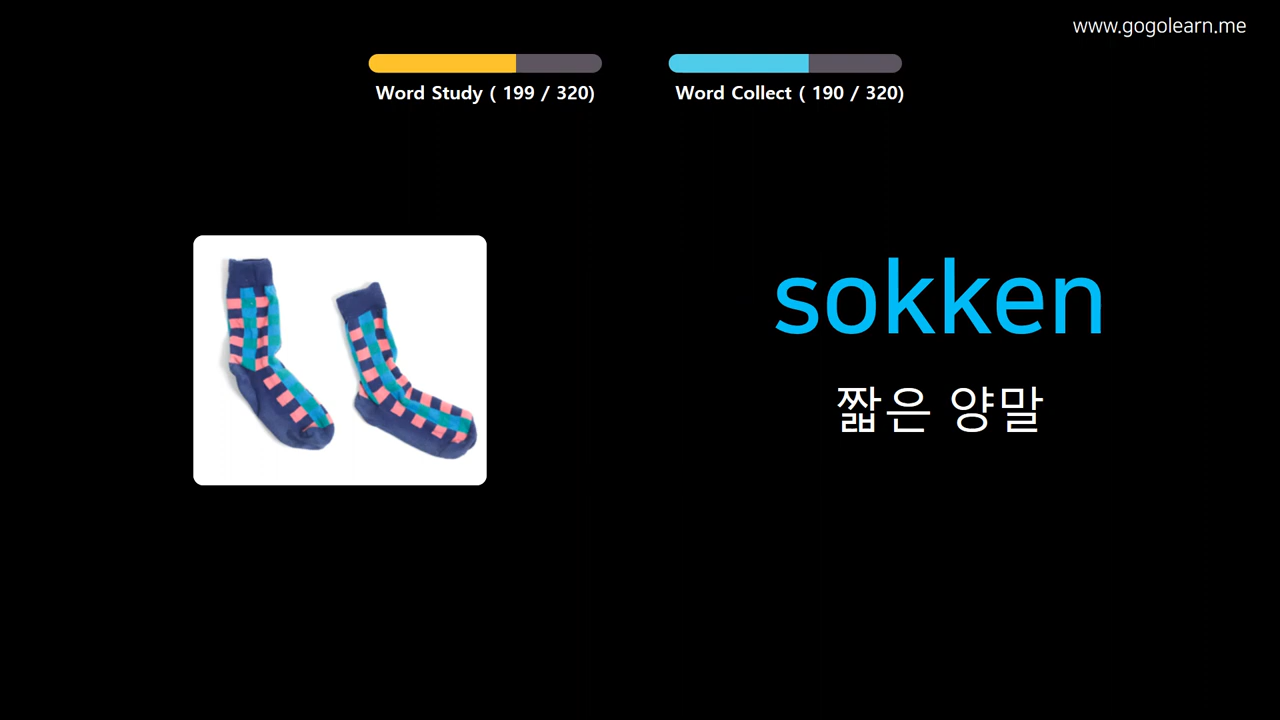 www.gogolearn.me
Word Study ( 199 / 320)
Word Collect ( 190 / 320)
sokken
짧은 양말